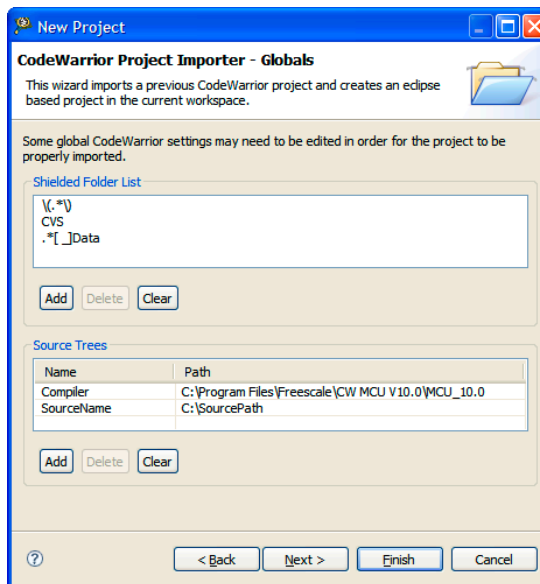 New Project
CodeWarrior Project Importer - Globals
This wizard imports a previous CodeWarrior project and creates an eclipse
based project in the current workspace.
Some global CodeWarrior settings may need to be edited in order for the project to be
properly imported.
Shielded Folder List
\(.*\)
CVS
.*[ _]Data
Add Delete Clear
Source Trees
Name Path
Compiler C:\Program Files\Freescale\CW MCU V10.0\MCU_10.0
SourceName C:\SourcePath
Add Delete Clear
? < Back Next > Finish Cancel